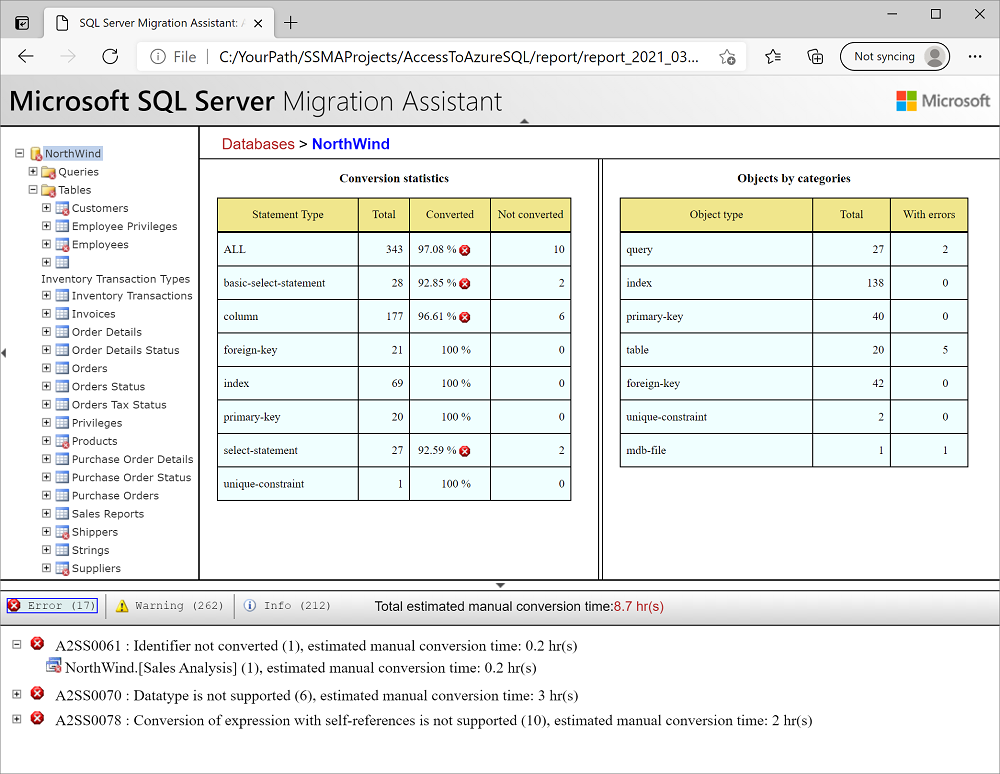 SQL Server Migration Assistant: A
File
C:/YourPath/SSMAProjects/AccessToAzureSQL/report/report_2021_03...
Not syncing
Microsoft SQL Server Migration Assistant
Microsoft
NorthWind
Queries
Tables
Customers
Employee Privileges
Employees
Inventory Transaction Types
Inventory Transactions
Invoices
Order Details
Order Details Status
Orders
Orders Status
Orders Tax Status
Privileges
Products
Purchase Order Details
Purchase Order Status
Purchase Orders
Sales Reports
Shippers
Strings
Suppliers
Databases > NorthWind
Conversion statistics
Statement Type Total Converted Not converted
ALL 343 97.08 % 10
basic-select-statement 28 92.85 % 2
column 177 96.61 % 6
foreign-key 21 100 % 0
index 69 100 % 0
primary-key 20 100 % 0
select-statement 27 92.59 % 2
unique-constraint 1 100 % 0
Objects by categories
Object type Total With errors
query 27 2
index 138 0
primary-key 40 0
table 20 5
foreign-key 42 0
unique-constraint 2 0
mdb-file 1 1
Error (17) Warning (262) Info (212) Total estimated manual conversion time:8.7 hr(s)
A2SS0061 : Identifier not converted (1), estimated manual conversion time: 0.2 hr(s)
NorthWind.[Sales Analysis] (1), estimated manual conversion time: 0.2 hr(s)
A2SS0070 : Datatype is not supported (6), estimated manual conversion time: 3 hr(s)
A2SS0078 : Conversion of expression with self-references is not supported (10), estimated manual conversion time: 2 hr(s)